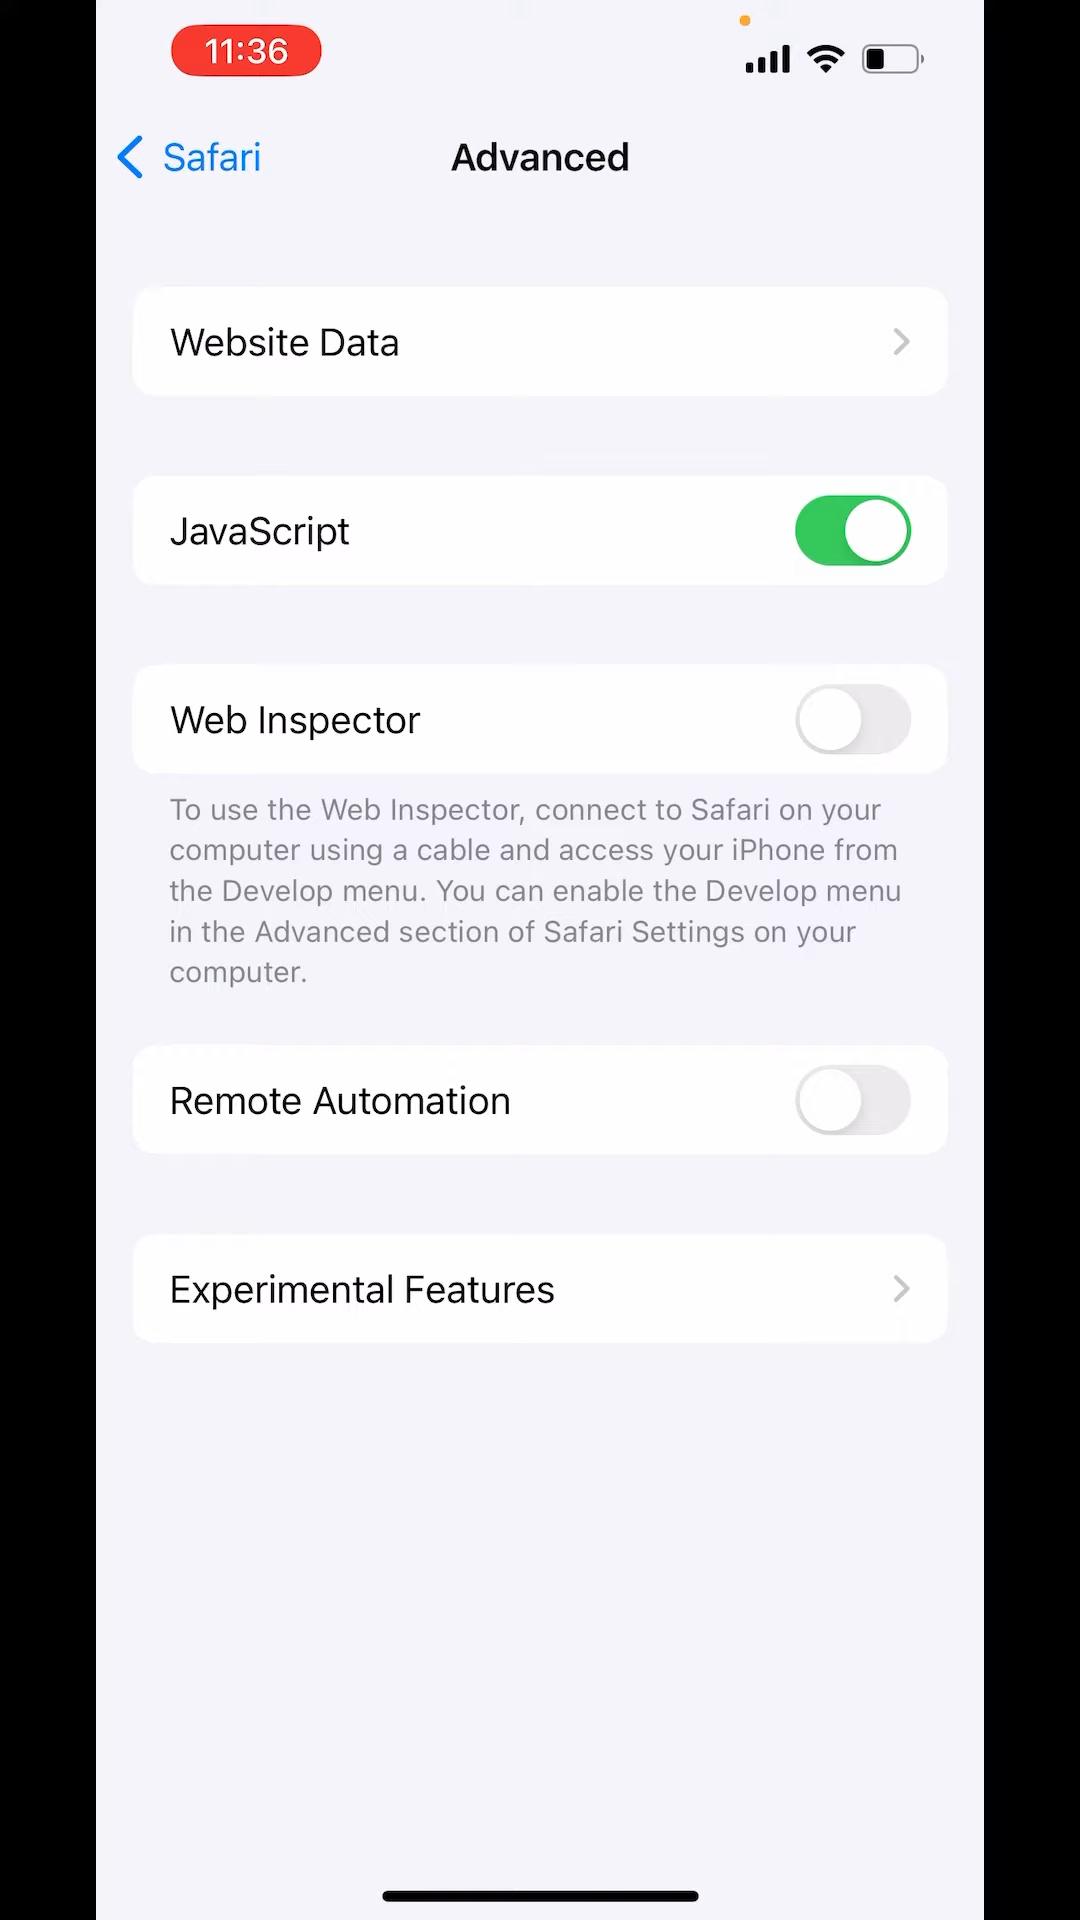 11:36
Safari
Advanced
Website Data
JavaScript
Web Inspector
To use the Web Inspector, connect to Safari on your
computer using a cable and access your iPhone from
the Develop menu. You can enable the Develop menu
in the Advanced section of Safari Settings on your
computer.
Remote Automation
Experimental Features